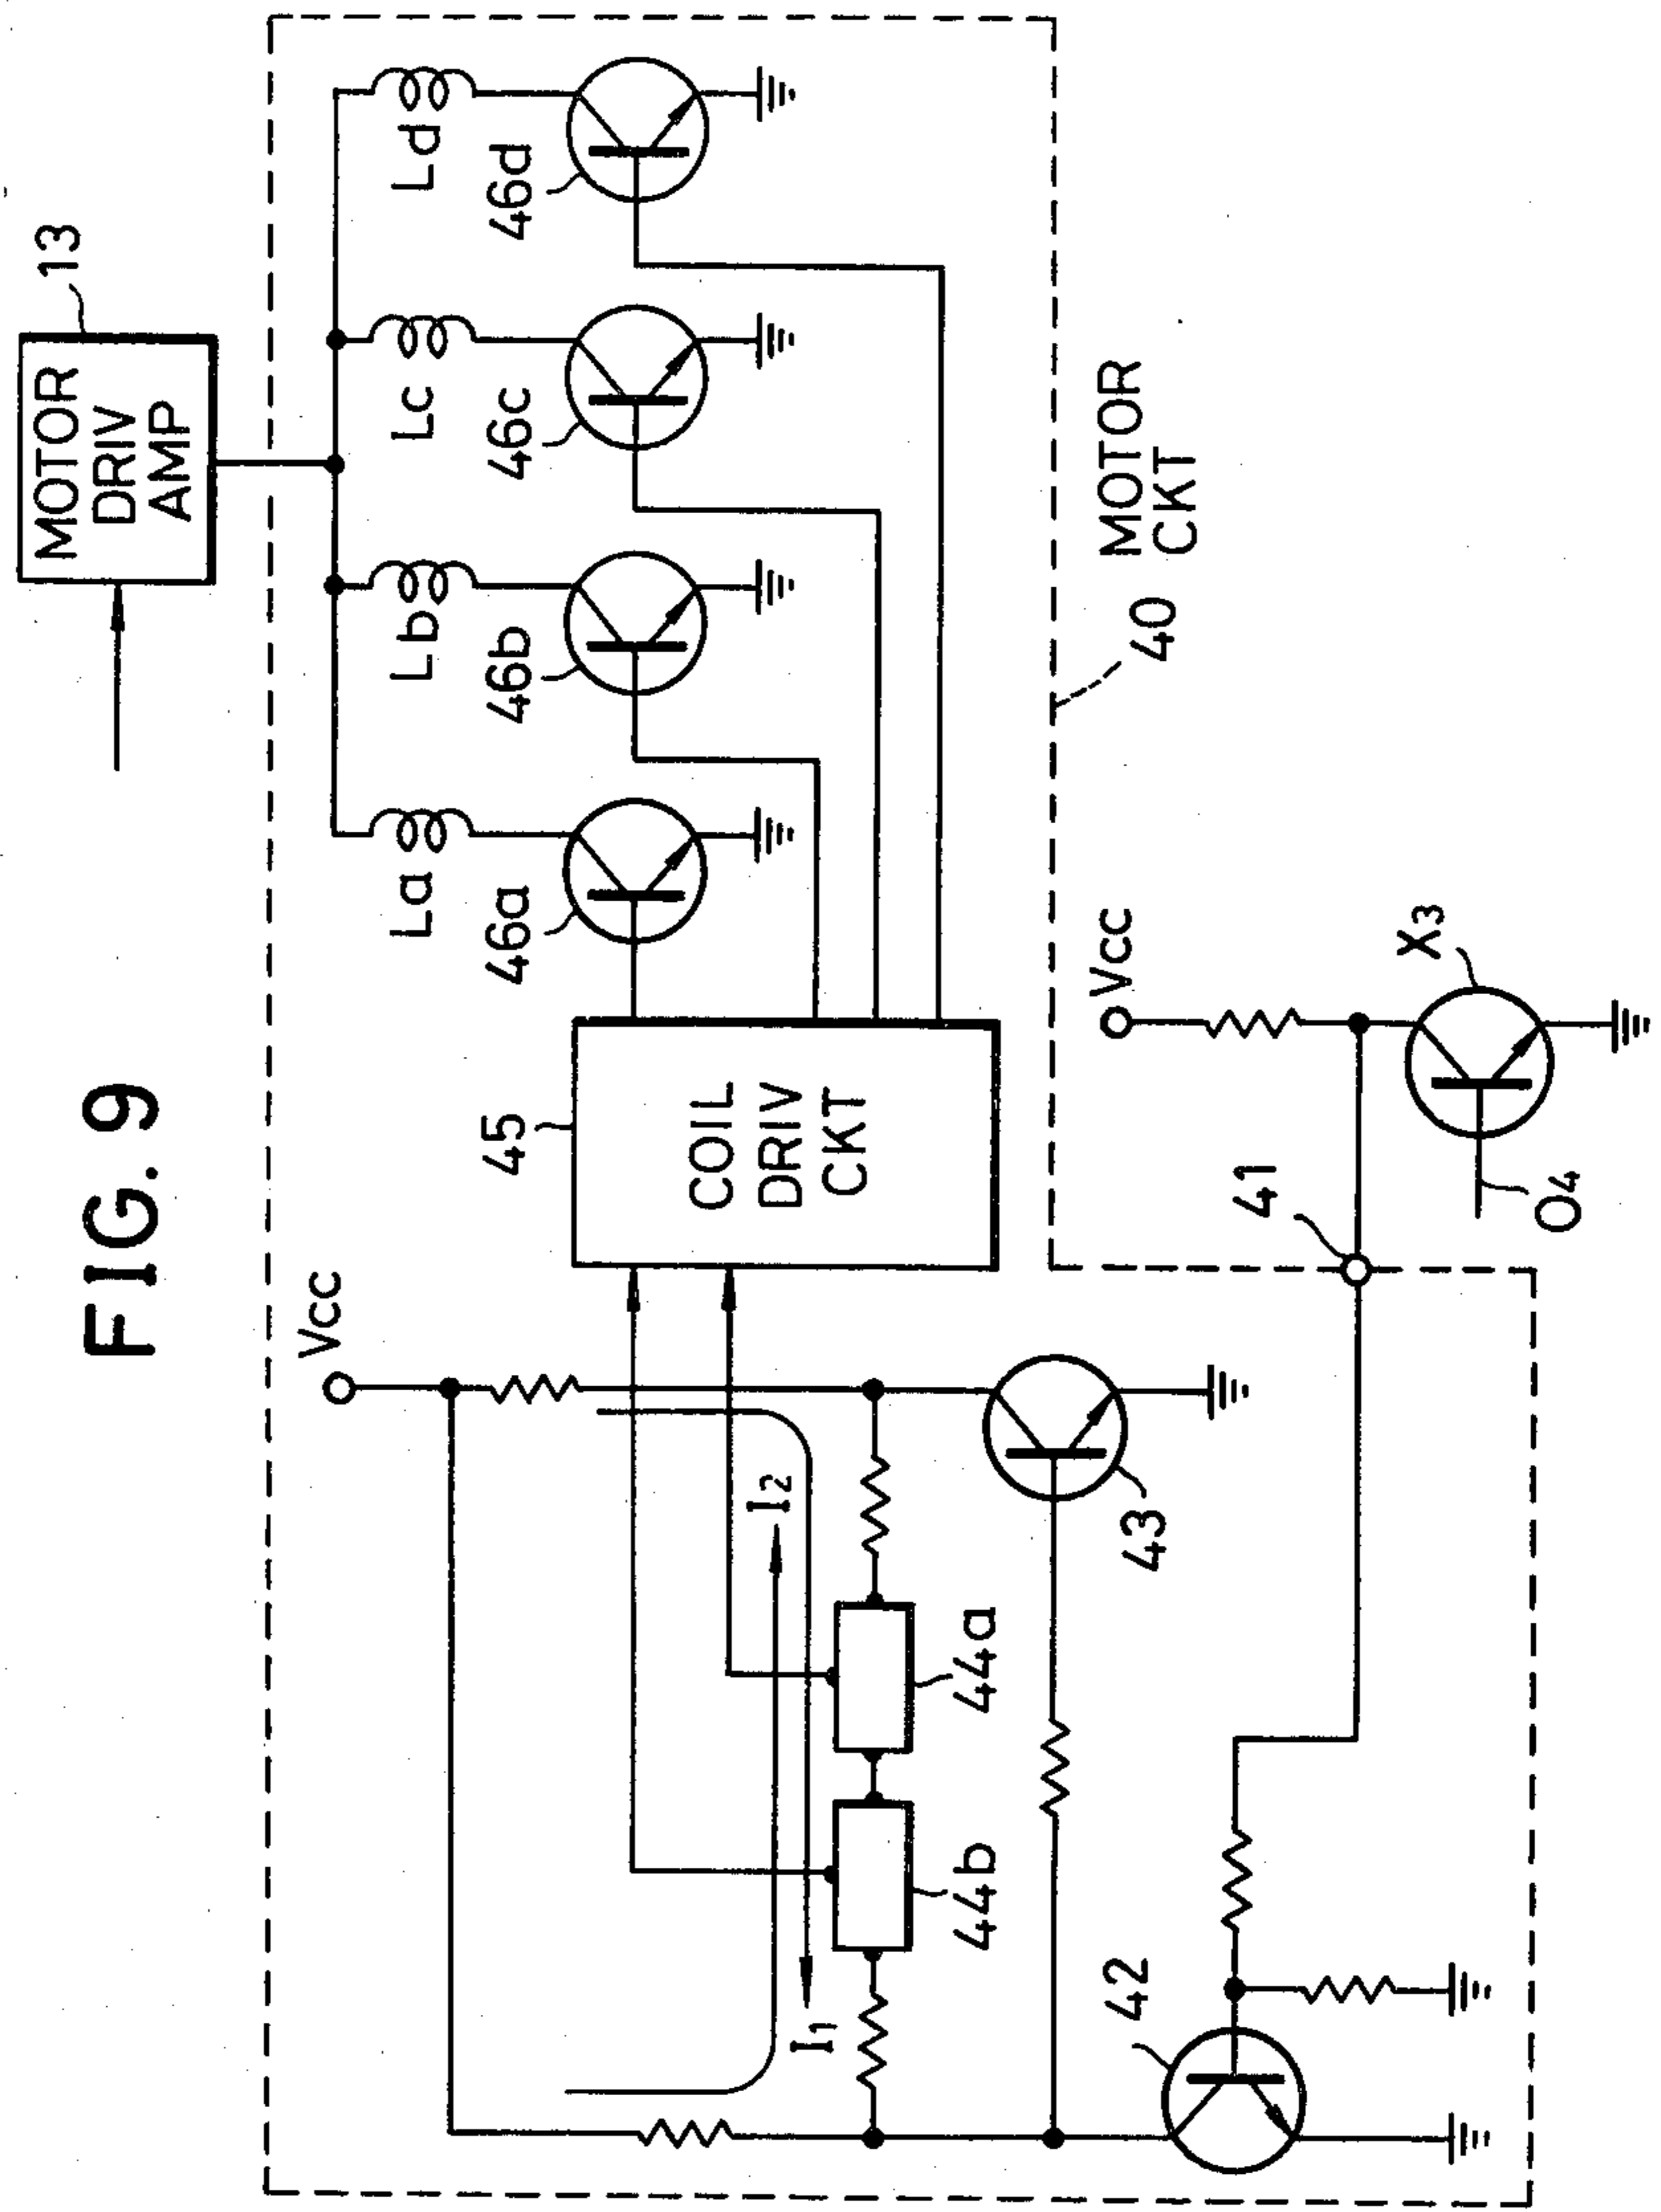 FIG. 9
MOTOR
DRIV
AMP
13
Vcc
La
Lb
Lc
Ld
46a
46b
46c
46d
45
COIL
DRIV
CKT
I2
I1
44b
44a
43
42
40
MOTOR
CKT
41
Vcc
X3
O4